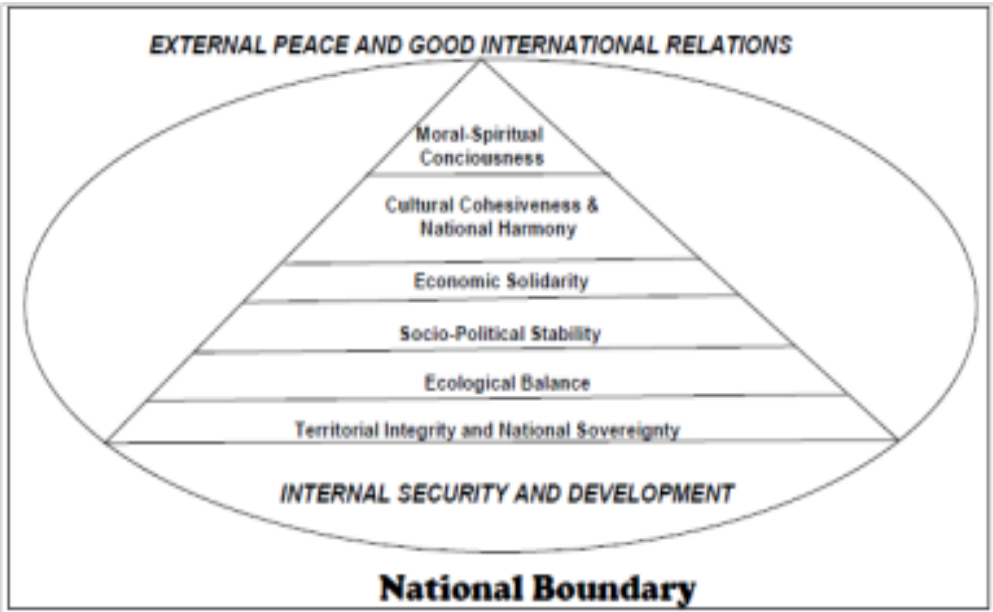 EXTERNAL PEACE AND GOOD INTERNATIONAL RELATIONS
Moral-Spiritual
Conciousness
Cultural Cohesiveness &
National Harmony
Economic Solidarity
Socio-Political Stability
Ecological Balance
Territorial Integrity and National Sovereignty
INTERNAL SECURITY AND DEVELOPMENT
National Boundary